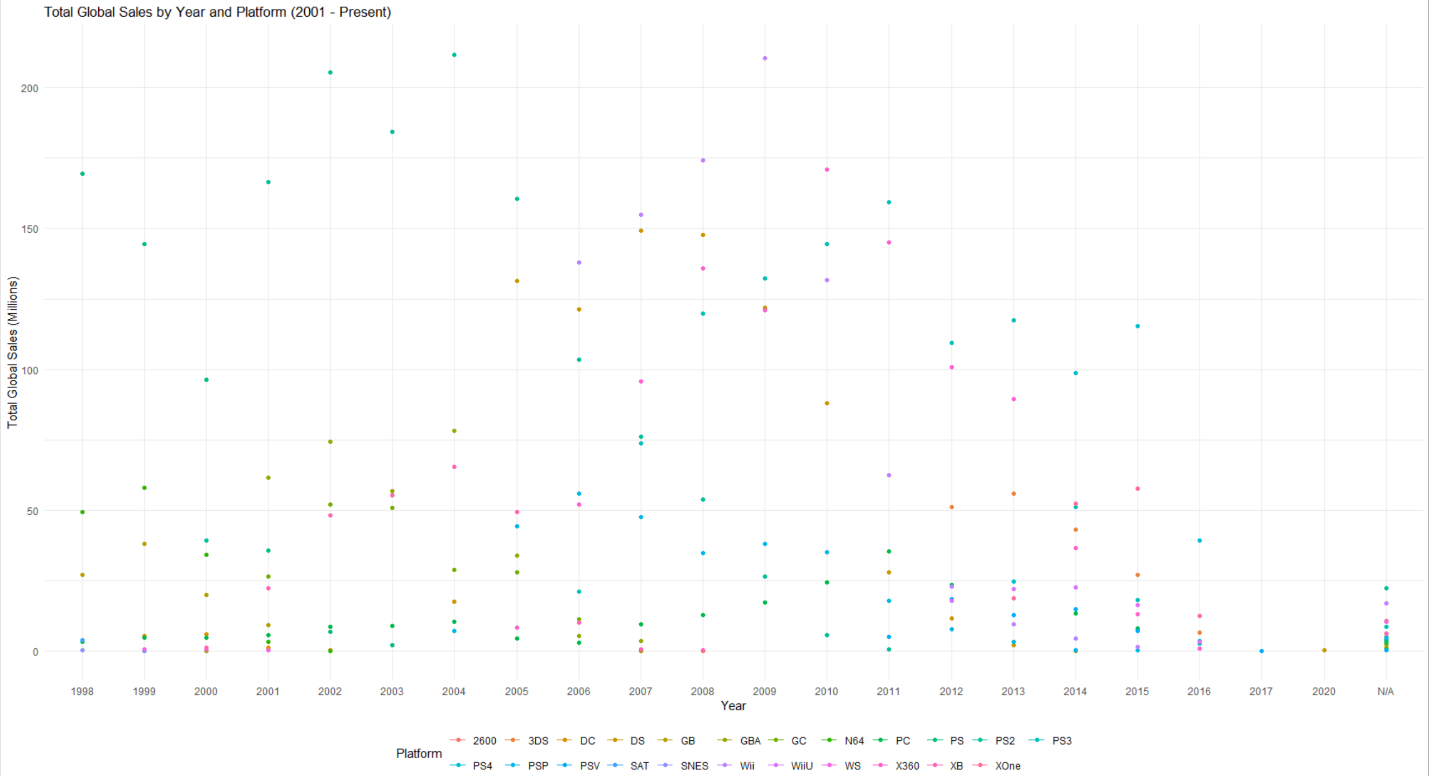 Total Global Sales by Year and Platform (2001 - Present)
200
150
100
50
0
Total Global Sales (Millions)
1998 1999 2000 2001 2002 2003 2004 2005 2006 2007 2008 2009 2010 2011 2012 2013 2014 2015 2016 2017 2020 N/A
Year
Platform
2600 3DS DC DS GB GBA GC N64 PC PS PS2 PS3
PS4 PSP PSV SAT SNES Wii WiiU WS X360 XB XOne